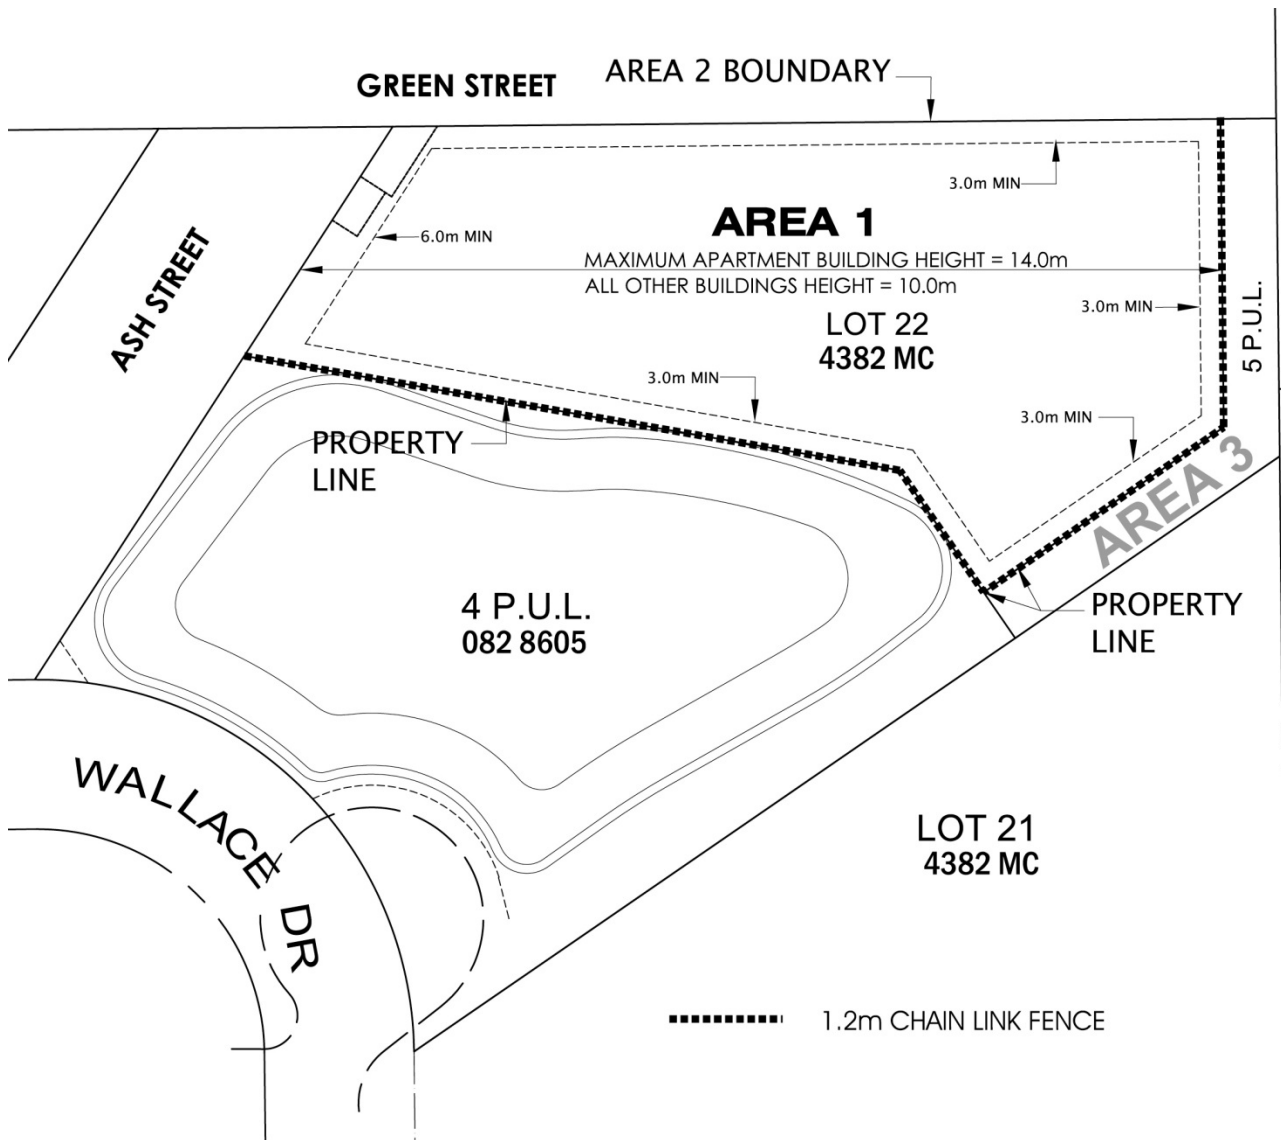 GREEN STREET
AREA 2 BOUNDARY
3.0m MIN
AREA 1
6.0m MIN
MAXIMUM APARTMENT BUILDING HEIGHT = 14.0m
ALL OTHER BUILDINGS HEIGHT = 10.0m
ASH STREET
3.0m MIN
5 P.U.L.
LOT 22
4382 MC
3.0m MIN
3.0m MIN
PROPERTY
LINE
AREA 3
4 P.U.L.
082 8605
PROPERTY
LINE
WALLACE DR
LOT 21
4382 MC
1.2m CHAIN LINK FENCE